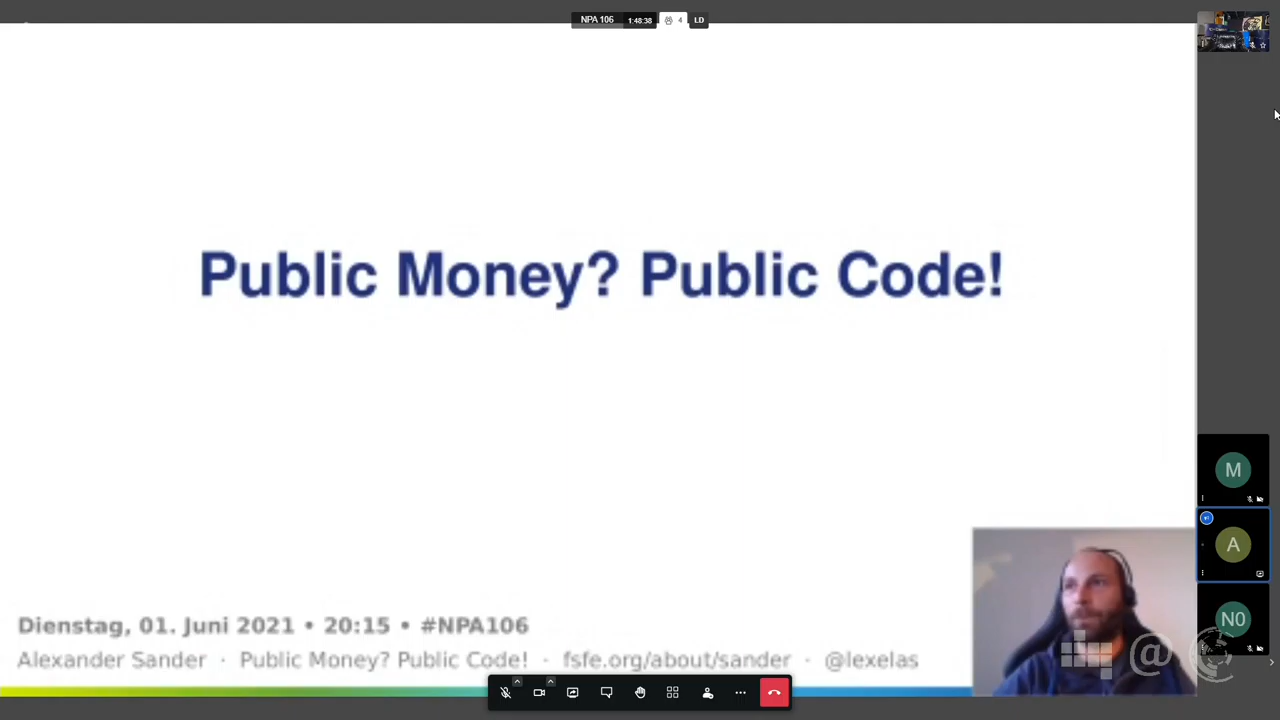 NPA 106 1:48:38 4 LD
Public Money? Public Code!
M
A
N0
Dienstag, 01. Juni 2021 • 20:15 • #NPA106
Alexander Sander · Public Money? Public Code! · fsfe.org/about/sander · @lexelas